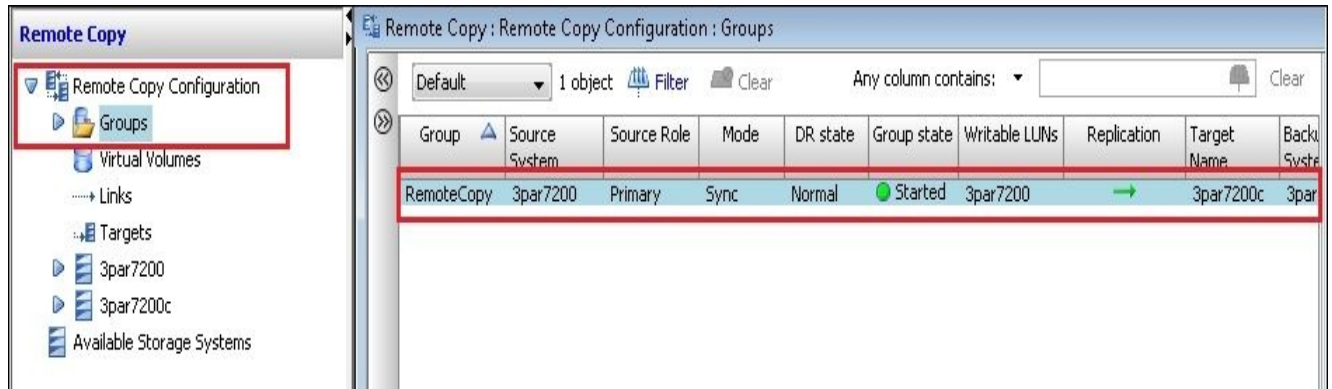 Remote Copy
Remote Copy Configuration
Groups
Virtual Volumes
Links
Targets
3par7200
3par7200c
Available Storage Systems
Remote Copy : Remote Copy Configuration : Groups
Default 1 object Filter Clear Any column contains: Clear
Group Source System Source Role Mode DR state Group state Writable LUNs Replication Target Name
RemoteCopy 3par7200 Primary Sync Normal Started 3par7200 3par7200c 3par